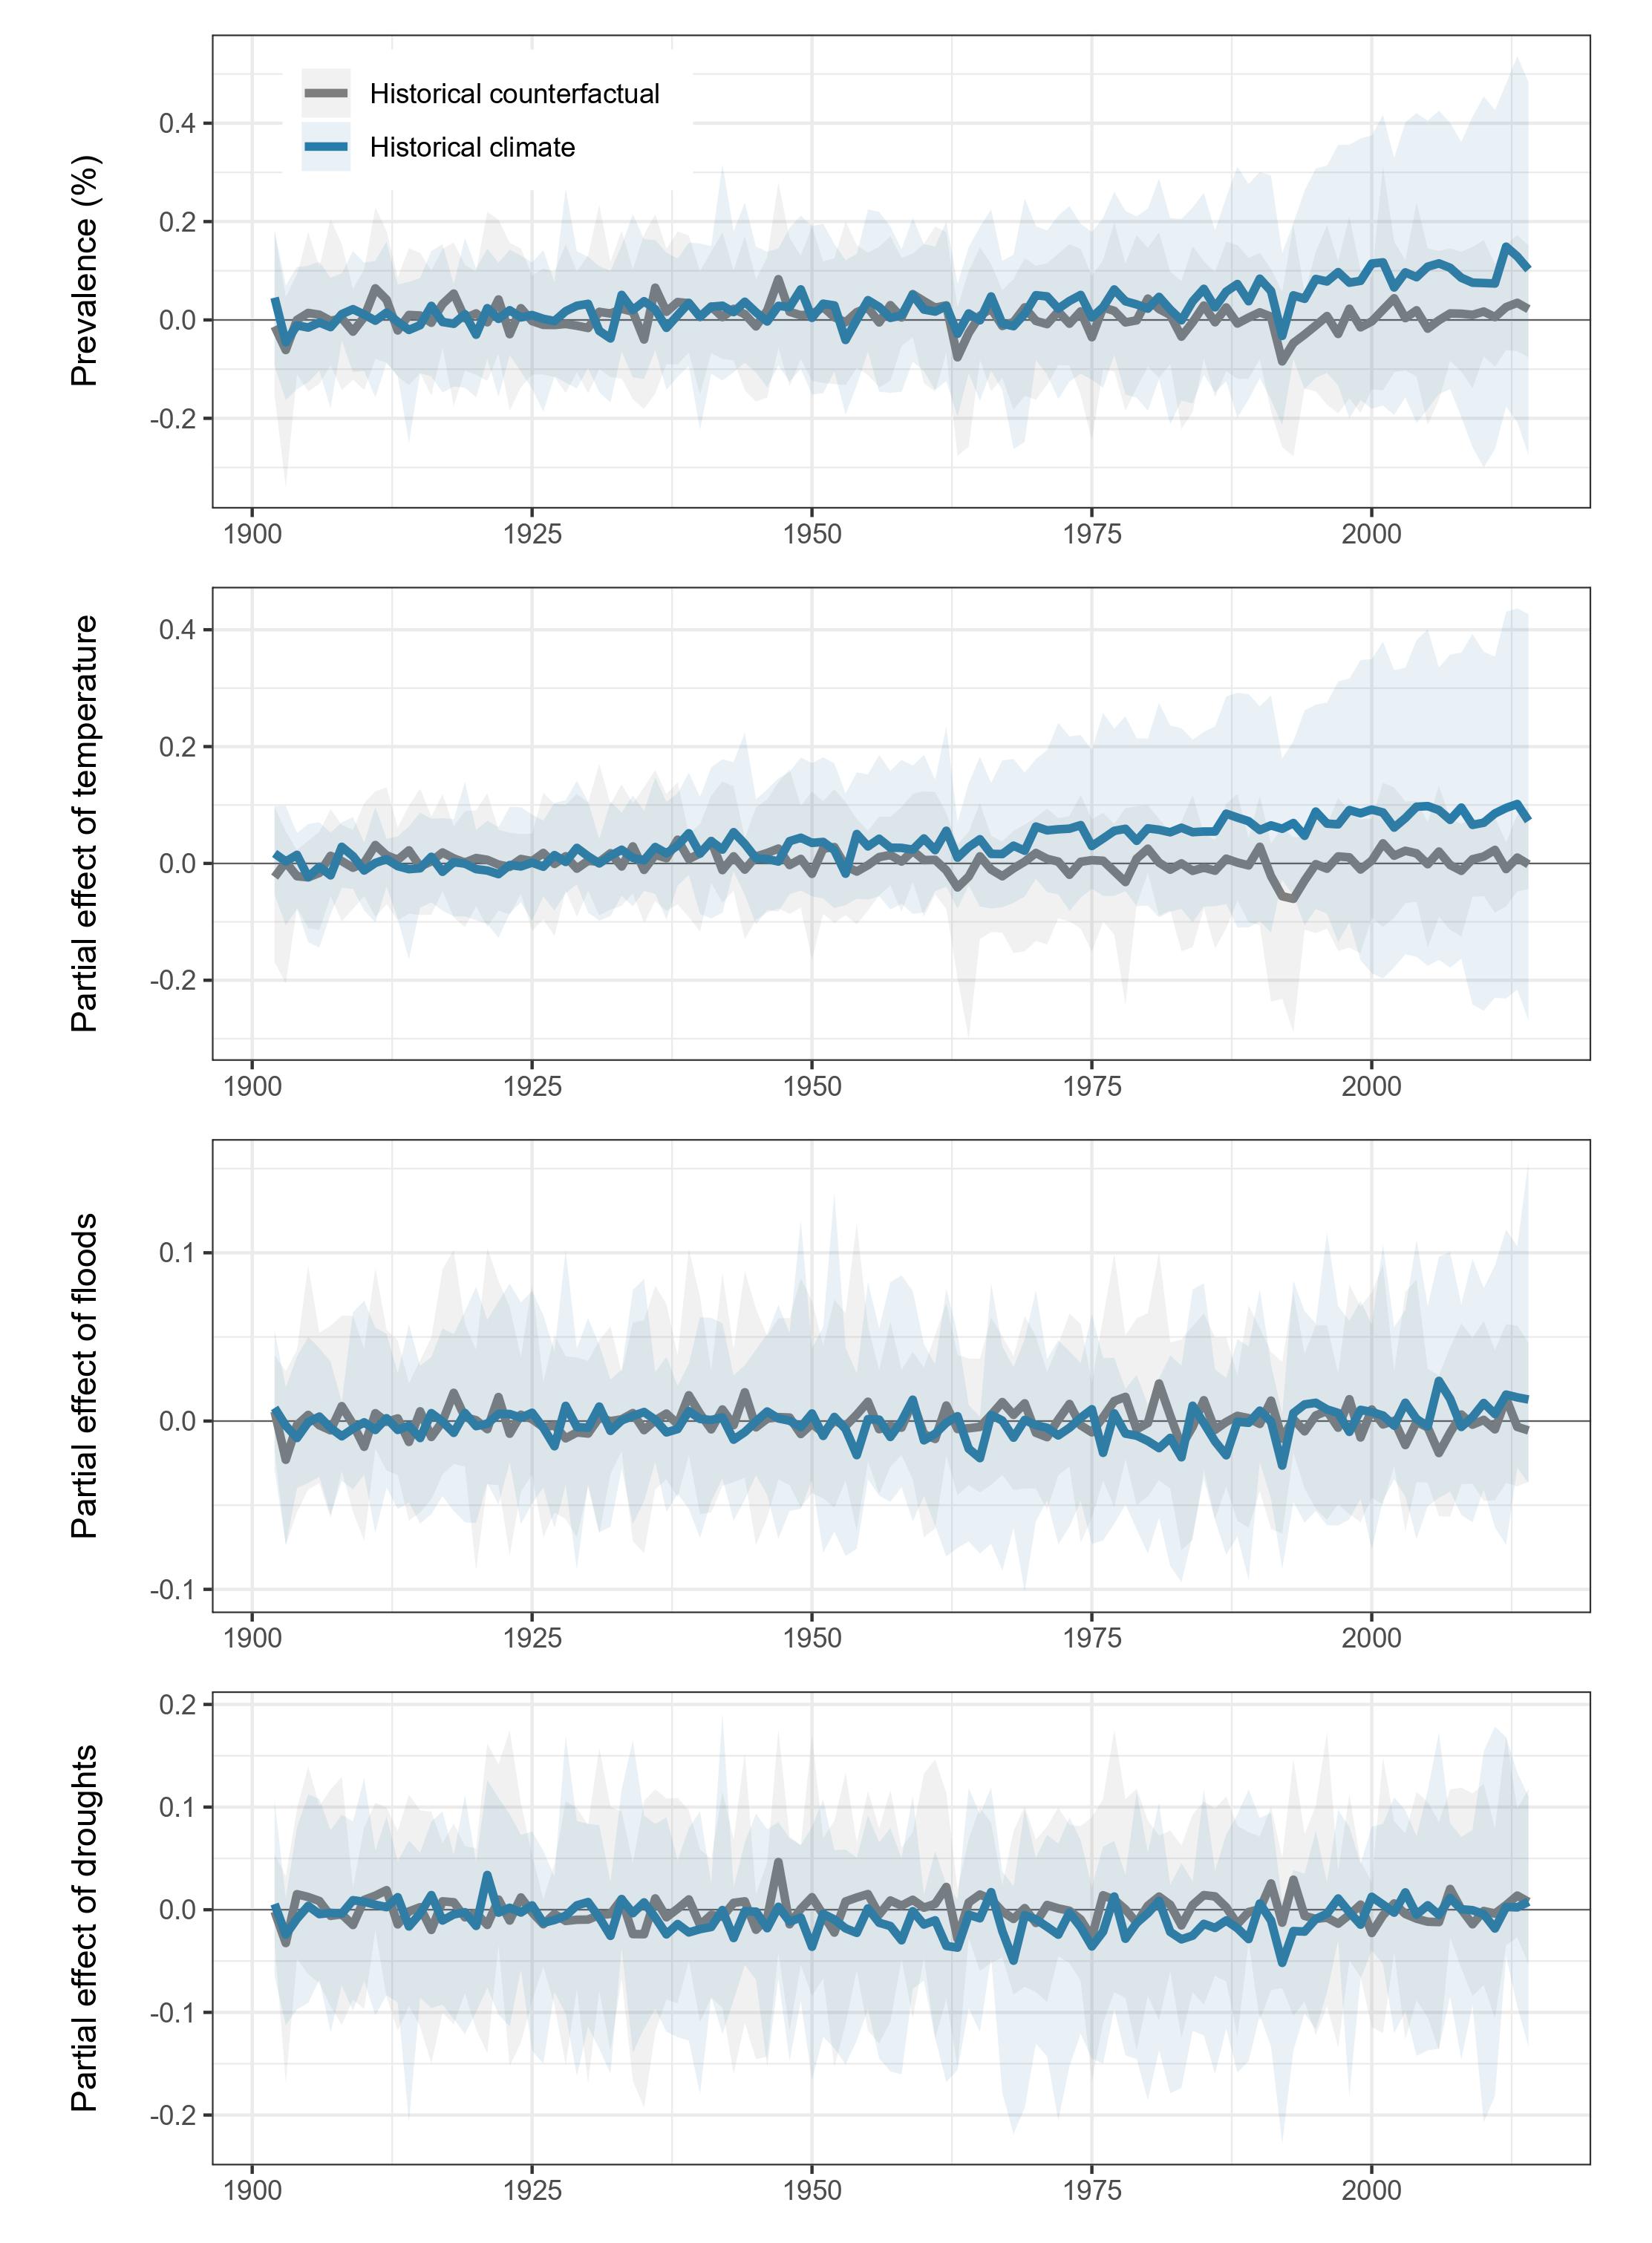 Historical counterfactual
Historical climate
Prevalence (%)
0.4
0.2
0.0
-0.2
1900 1925 1950 1975 2000
Partial effect of temperature
0.4
0.2
0.0
-0.2
1900 1925 1950 1975 2000
Partial effect of floods
0.1
0.0
-0.1
1900 1925 1950 1975 2000
Partial effect of droughts
0.2
0.1
0.0
-0.1
-0.2
1900 1925 1950 1975 2000